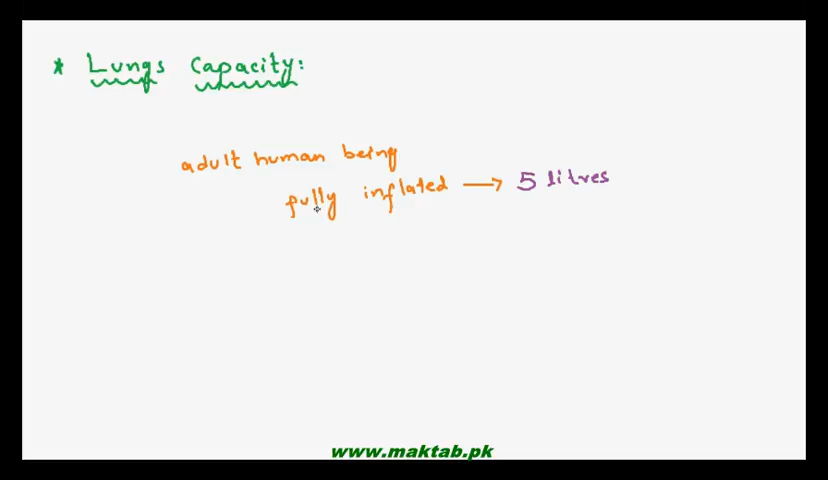 * Lungs Capacity:
adult human being
fully inflated → 5 litres
www.maktab.pk